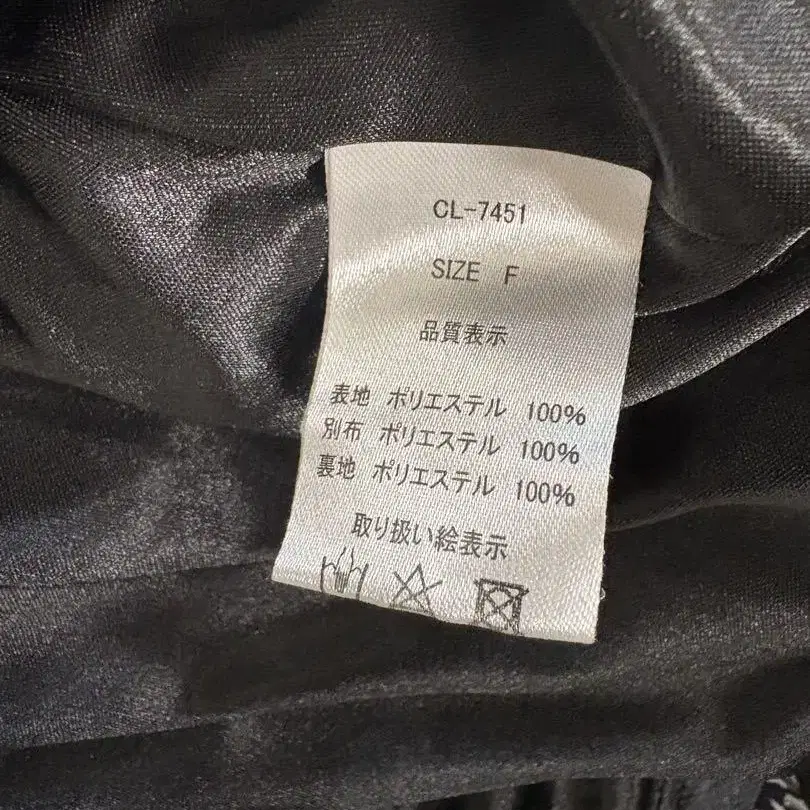 CL-7451
SIZE F
品質表示
表地 ポリエステル 100%
別布 ポリエステル 100%
裏地 ポリエステル 100%
取り扱い絵表示